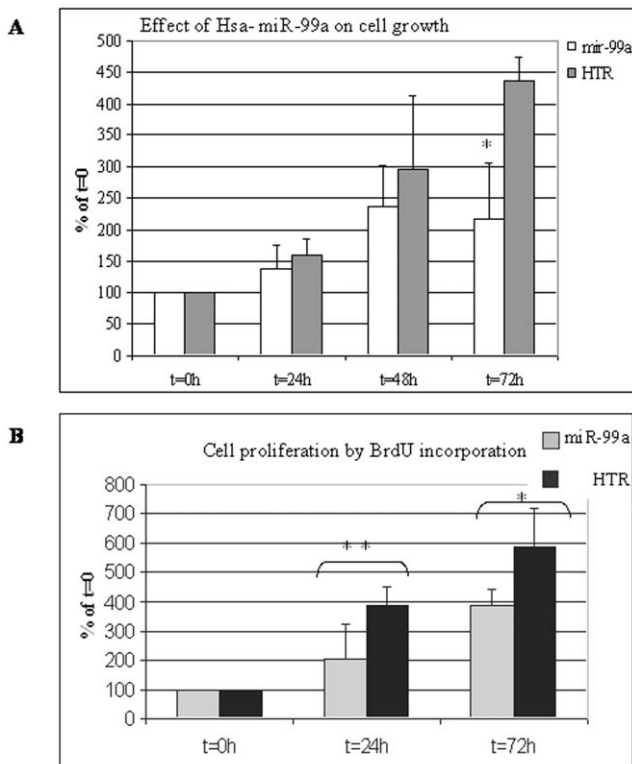 A
Effect of Hsa- miR-99a on cell growth
mir-99a
HTR
% of t=0
500
450
400
350
300
250
200
150
100
50
0
*
t=0h
t=24h
t=48h
t=72h
B
Cell proliferation by BrdU incorporation
miR-99a
HTR
% of t=0
800
700
600
500
400
300
200
100
0
* *
*
t=0h
t=24h
t=72h